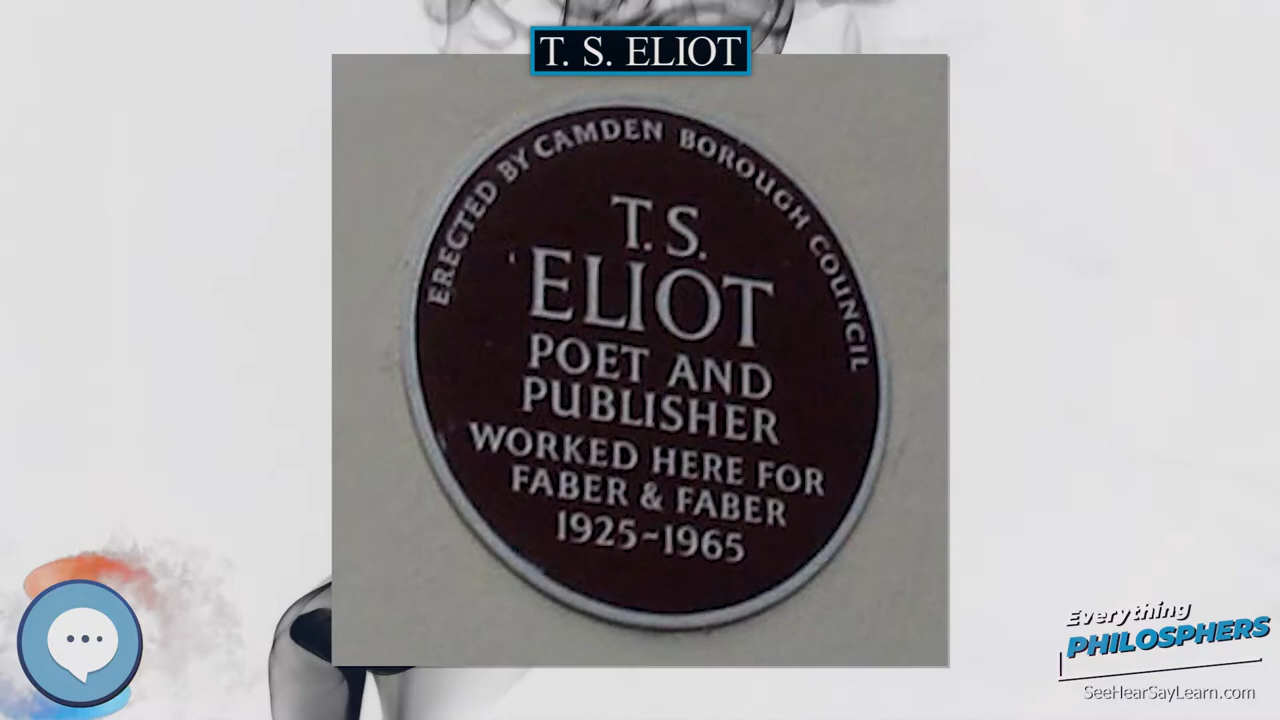 T. S. ELIOT
ERECTED BY CAMDEN BOROUGH COUNCIL
T. S.
ELIOT
POET AND
PUBLISHER
WORKED HERE FOR
FABER & FABER
1925~1965
Everything
PHILOSPHERS
SeeHearSayLearn.com